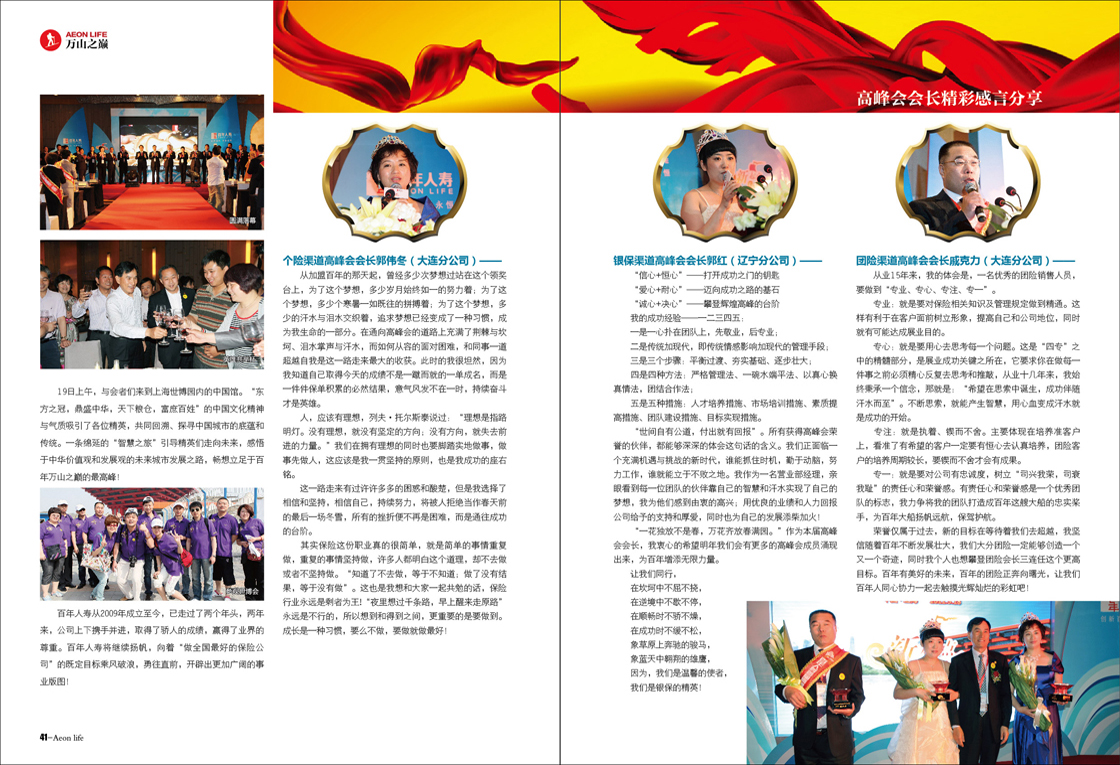 AEON LIFE
万山之巅
圆满落幕
19日上午，与会者们来到上海世博园内的中国馆。“东
方之冠，鼎盛中华，天下粮仓，富庶百姓”的中国文化精神
与气质吸引了各位精英，共同回溯、探寻中国城市的底蕴和
传统。一条绵延的“智慧之旅”引导精英们走向未来，感悟
于中华价值观和发展观的未来城市发展之路，畅想立足于百
年万山之巅的最高峰！
百年人寿从2009年成立至今，已走过了两个年头，两年
来，公司上下携手并进，取得了骄人的成绩，赢得了业界的
尊重。百年人寿将继续扬帆，向着“做全国最好的保险公
司”的既定目标乘风破浪，勇往直前，开辟出更加广阔的事
业版图！
41-Aeon life
高峰会会长精彩感言分享
年人寿
EON LIFE
永恒
个险渠道高峰会会长郭伟冬（大连分公司）——
从加盟百年的那天起，曾经多少次梦想过站在这个领奖
台上，为了这个梦想，多少岁月始终如一的努力着；为了这
个梦想，多少个寒暑一如既往的拼搏着；为了这个梦想，多
少的汗水与泪水交织着，追求梦想已经变成了一种习惯，成
为我生命的一部分。在通向高峰会的道路上充满了荆棘与坎
坷、泪水掌声与汗水，而如何从容的面对困难，和同事一道
超越自我是这一路走来最大的收获。此时的我很坦然，因为
我知道自己取得今天的成绩不是一蹴而就的一单成名，而是
一件件保单积累的必然结果，意气风发不在一时，持续奋斗
才是英雄。
人，应该有理想，列夫・托尔斯泰说过：“理想是指路
明灯。没有理想，就没有坚定的方向；没有方向，就失去前
进的力量。”我们在拥有理想的同时也要脚踏实地做事，做
事先做人，这应该是我一贯坚持的原则，也是我成功的座右
铭。
这一路走来有过许许多多的困惑和酸楚，但是我选择了
相信和坚持，相信自己，持续努力，将被人拒绝当作春天前
的最后一场冬雪，所有的挫折便不再是困难，而是通往成功
的台阶。
其实保险这份职业真的很简单，就是简单的事情重复
做，重复的事情坚持做，许多人都明白这个道理，却不去做
或者不坚持做。“知道了不去做，等于不知道；做了没有结
果，等于没有做”。这也是我想和大家一起共勉的话，保险
行业永远是剩者为王！“夜里想过千条路，早上醒来走原路”
永远是不行的，所以想到和得到之间，更重要的是要做到。
成长是一种习惯，要么不做，要做就做最好！
银保渠道高峰会会长郭红（辽宁分公司）——
“信心+恒心”——打开成功之门的钥匙
“爱心+耐心”——迈向成功之路的基石
“诚心+决心”——攀登辉煌高峰的台阶
我的成功经验——一二三四五：
一是一心扑在团队上，先敬业，后专业；
二是传统加现代，即传统情感影响加现代的管理手段；
三是三个步骤：平衡过渡、夯实基础、逐步壮大；
四是四种方法：严格管理法、一碗水端平法、以真心换
真情法，团结合作法；
五是五种措施：人才培养措施、市场培训措施、素质提
高措施、团队建设措施、目标实现措施。
“世间自有公道，付出就有回报”。所有获得高峰会荣
誉的伙伴，都能够深深的体会这句话的含义。我们正面临一
个充满机遇与挑战的新时代，谁能抓住时机，勤于动脑，努
力工作，谁就能立于不败之地。我作为一名营业部经理，亲
眼看到每一位团队的伙伴靠自己的智慧和汗水实现了自己的
梦想，我为他们感到由衷的高兴；用优良的业绩和人力回报
公司给予的支持和厚爱，同时也为自己的发展添柴加火！
“一花独放不是春，万花齐放春满园。”作为本届高峰
会会长，我衷心的希望明年我们会有更多的高峰会成员涌现
出来，为百年增添无限力量。
让我们同行，
在坎坷中不屈不挠，
在逆境中不歇不停，
在顺畅时不骄不燥，
在成功时不缓不松，
象草原上奔驰的骏马，
象蓝天中翱翔的雄鹰，
因为，我们是温馨的使者，
我们是银保的精英！
团险渠道高峰会会长戚克力（大连分公司）——
从业15年来，我的体会是，一名优秀的团险销售人员，
要做到“专业、专心、专注、专一”。
专业：就是要对保险相关知识及管理规定做到精通。这
样有利于在客户面前树立形象，提高自己和公司地位，同时
就有可能达成展业目的。
专心：就是要用心去思考每一个问题。这是“四专”之
中的精髓部分，是展业成功关键之所在，它要求你在做每一
件事之前必须精心反复去思考和推敲，从业十几年来，我始
终秉承一个信念，那就是：“希望在思索中诞生，成功伴随
汗水而至”。不断思索，就能产生智慧，用心血变成汗水就
是成功的开始。
专注：就是执着、锲而不舍。主要体现在培养准客户
上，看准了有希望的客户一定要有恒心去认真培养，团险客
户的培养周期较长，要锲而不舍才会有成果。
专一：就是要对公司有忠诚度，树立“司兴我荣，司衰
我耻”的责任心和荣誉感。有责任心和荣誉感是一个优秀团
队的标志，我力争将我的团队打造成百年这艘大船的忠实桨
手，为百年大船扬帆远航，保驾护航。
荣誉仅属于过去，新的目标在等待着我们去超越，我坚
信随着百年不断发展壮大，我们大分团险一定能够创造一个
又一个奇迹，同时我个人也想攀登团险会长三连任这个更高
目标。百年有美好的未来，百年的团险正奔向曙光，让我们
百年人同心协力一起去触摸光辉灿烂的彩虹吧！